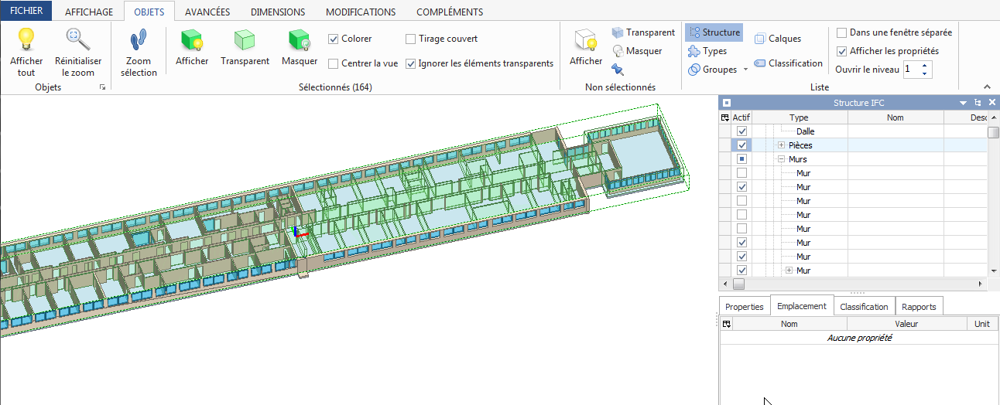 FICHIER AFFICHAGE OBJETS AVANCÉES DIMENSIONS MODIFICATIONS COMPLÉMENTS
Afficher tout
Réinitialiser le zoom
Objets
Zoom sélection
Afficher
Transparent
Masquer
Colorer
Centrer la vue
Tirage couvert
Ignorer les éléments transparents
Sélectionnés (164)
Afficher
Transparent
Masquer
Non sélectionnés
Structure
Types
Groupes
Calques
Classification
Dans une fenêtre séparée
Afficher les propriétés
Ouvrir le niveau 1
Liste
Structure IFC
Actif Type Nom Desc
Dalle
Pièces
Murs
Mur
Mur
Mur
Mur
Mur
Mur
Mur
Mur
Properties Emplacement Classification Rapports
Nom Valeur Unit
Aucune propriété